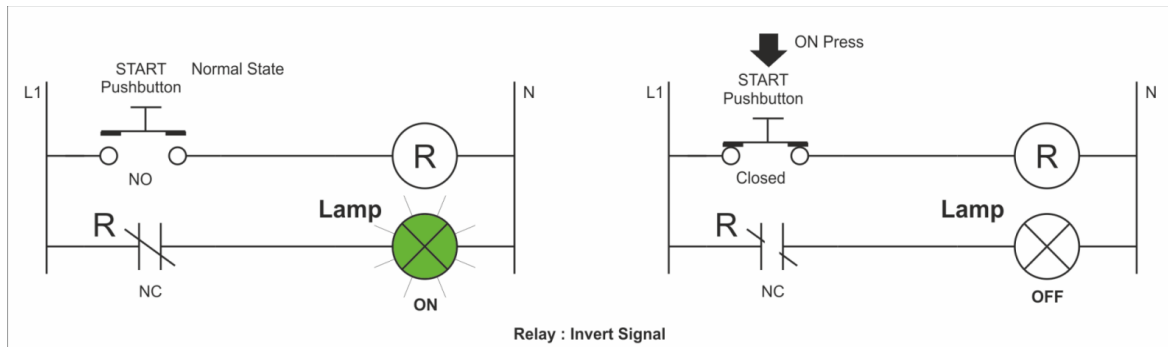 START Normal State
Pushbutton
L1
N
NO
R
Lamp
R
NC
ON
ON Press
START
Pushbutton
L1
N
Closed
R
Lamp
R
NC
OFF
Relay : Invert Signal